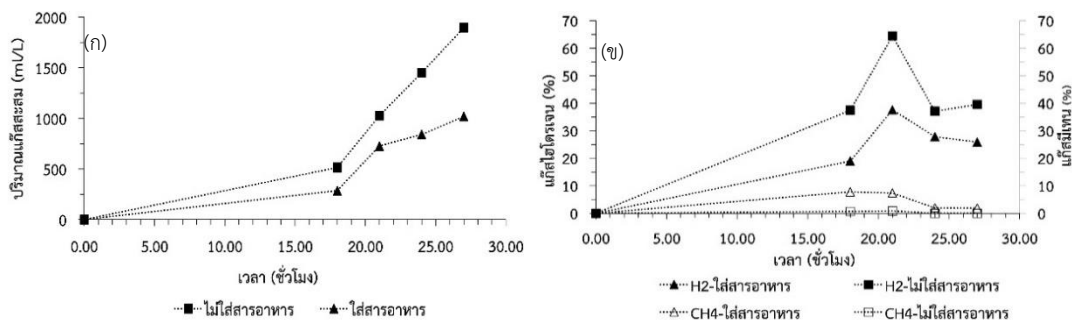 (ก)
ปริมาณแก๊สสะสม (ml/L)
2000
1500
1000
500
0
0.00 5.00 10.00 15.00 20.00 25.00 30.00
เวลา (ชั่วโมง)
ไม่ใส่สารอาหาร ใส่สารอาหาร
(ข)
แก๊สไฮโดรเจน (%)
70
60
50
40
30
20
10
0
แก๊สมีเทน (%)
70
60
50
40
30
20
10
0
0.00 5.00 10.00 15.00 20.00 25.00 30.00
เวลา (ชั่วโมง)
H2-ใส่สารอาหาร H2-ไม่ใส่สารอาหาร
CH4-ใส่สารอาหาร CH4-ไม่ใส่สารอาหาร